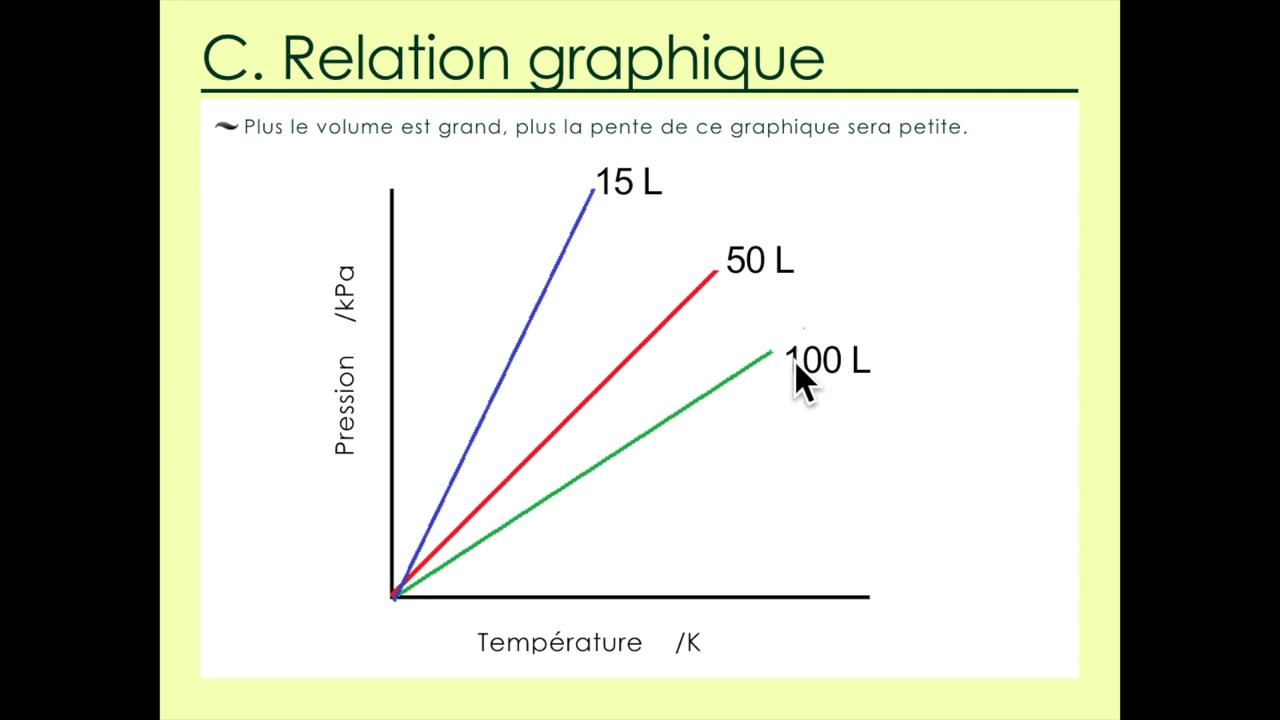 C. Relation graphique
Plus le volume est grand, plus la pente de ce graphique sera petite.
15 L
50 L
100 L
Pression /kPa
Température /K